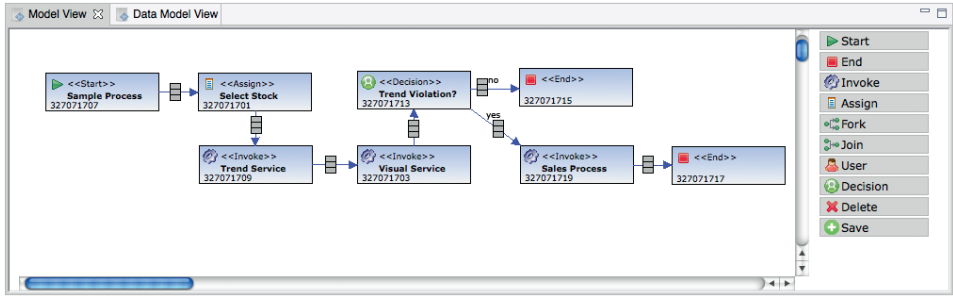 Model View
Data Model View
<<Start>>
Sample Process
327071707
<<Assign>>
Select Stock
327071701
<<Decision>>
Trend Violation?
327071713
no
<<End>>
327071715
yes
<<Invoke>>
Trend Service
327071709
<<Invoke>>
Visual Service
327071703
<<Invoke>>
Sales Process
327071719
<<End>>
327071717
Start
End
Invoke
Assign
Fork
Join
User
Decision
Delete
Save